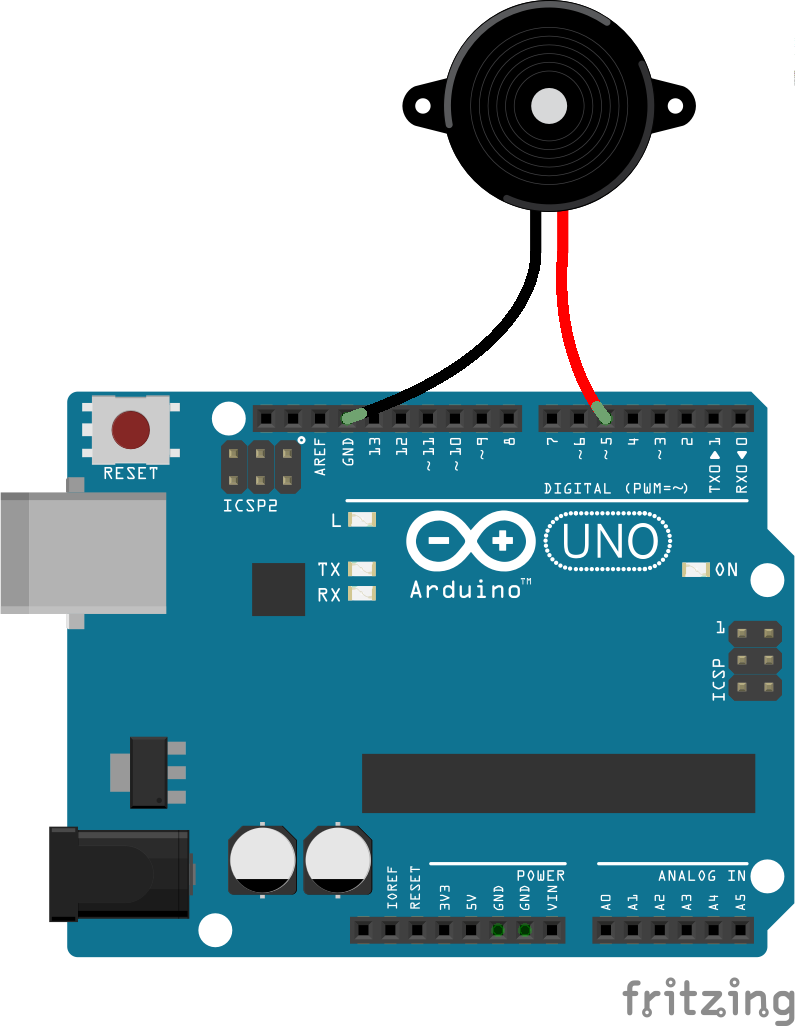 RESET
ICSP2
AREF
GND
13
12
~11
~10
~9
8
7
~6
~5
4
~3
2
TX0▶1
RX0◀0
DIGITAL (PWM=~)
L
TX
RX
Arduino™
UNO
ON
1
ICSP
IOREF
RESET
3V3
5V
GND
GND
VIN
POWER
ANALOG IN
A0
A1
A2
A3
A4
A5
fritzing